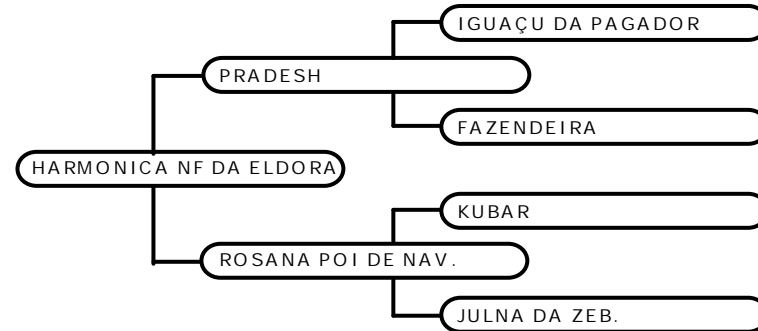 IGUAÇU DA PAGADOR
PRADESH
FAZENDEIRA
HARMONICA NF DA ELDORA
KUBAR
ROSANA POI DE NAV.
JULNA DA ZEB.